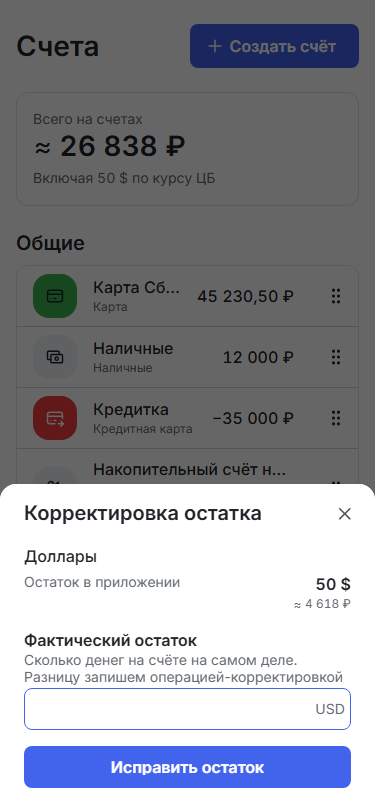 Счета
Создать счёт
Всего на счетах
≈ 26 838 ₽
Включая 50 $ по курсу ЦБ
Общие
Карта Сб...
45 230,50 ₽
Карта
Наличные
12 000 ₽
Наличные
Кредитка
−35 000 ₽
Кредитная карта
Накопительный счёт н...
Корректировка остатка
Доллары
Остаток в приложении
50 $
≈ 4 618 ₽
Фактический остаток
Сколько денег на счёте на самом деле.
Разницу запишем операцией-корректировкой
USD
Исправить остаток